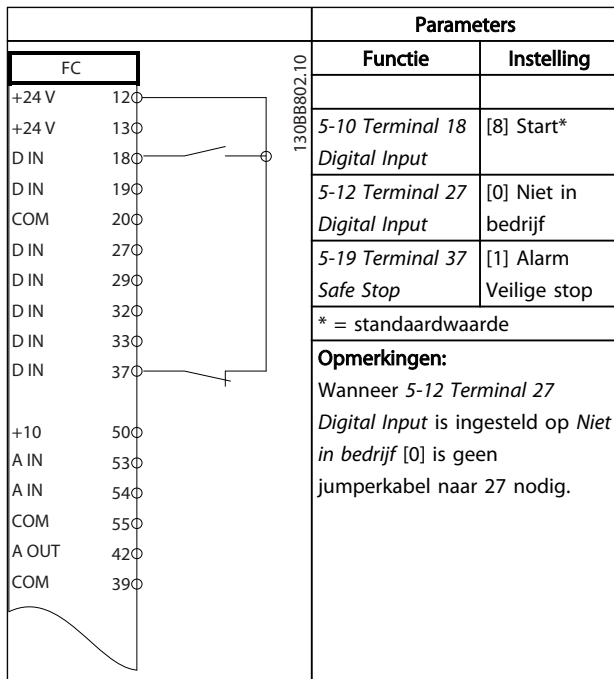 FC
+24 V 12
+24 V 13
D IN 18
D IN 19
COM 20
D IN 27
D IN 29
D IN 32
D IN 33
D IN 37
+10 50
A IN 53
A IN 54
COM 55
A OUT 42
COM 39
130BB802.10
Parameters
Functie Instelling
5-10 Terminal 18 [8] Start*
Digital Input
5-12 Terminal 27 [0] Niet in
Digital Input bedrijf
5-19 Terminal 37 [1] Alarm
Safe Stop Veilige stop
* = standaardwaarde
Opmerkingen:
Wanneer 5-12 Terminal 27
Digital Input is ingesteld op Niet
in bedrijf [0] is geen
jumperkabel naar 27 nodig.